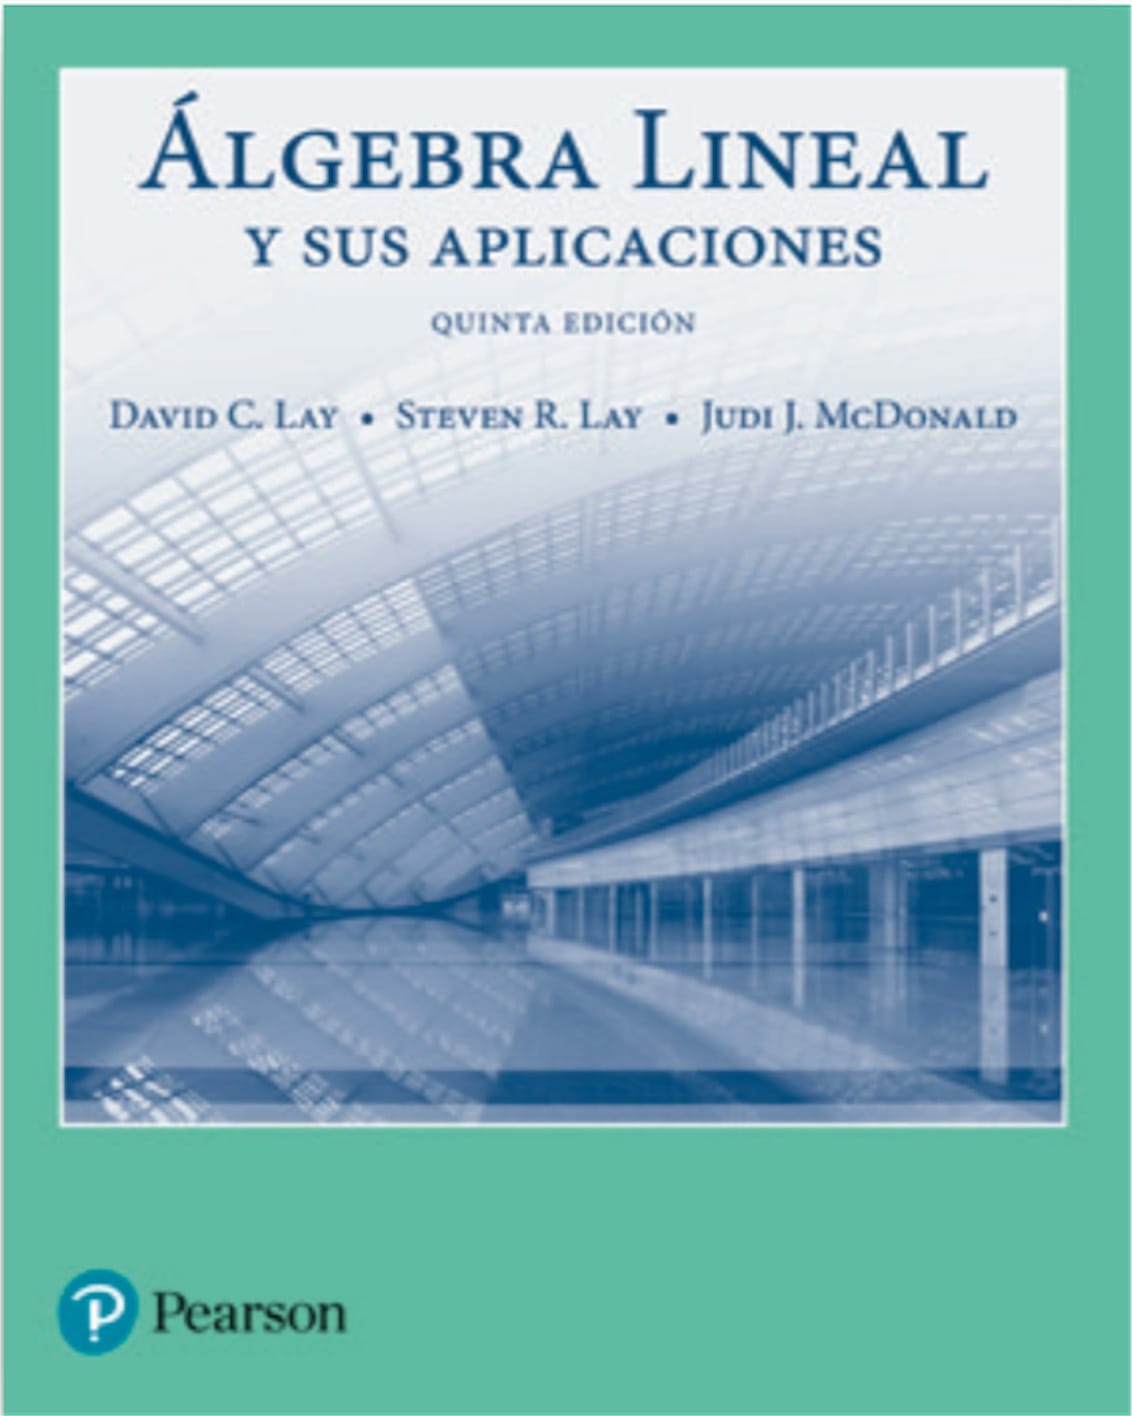 ÁLGEBRA LINEAL
Y SUS APLICACIONES
QUINTA EDICIÓN
DAVID C. LAY • STEVEN R. LAY • JUDI J. MCDONALD
Pearson